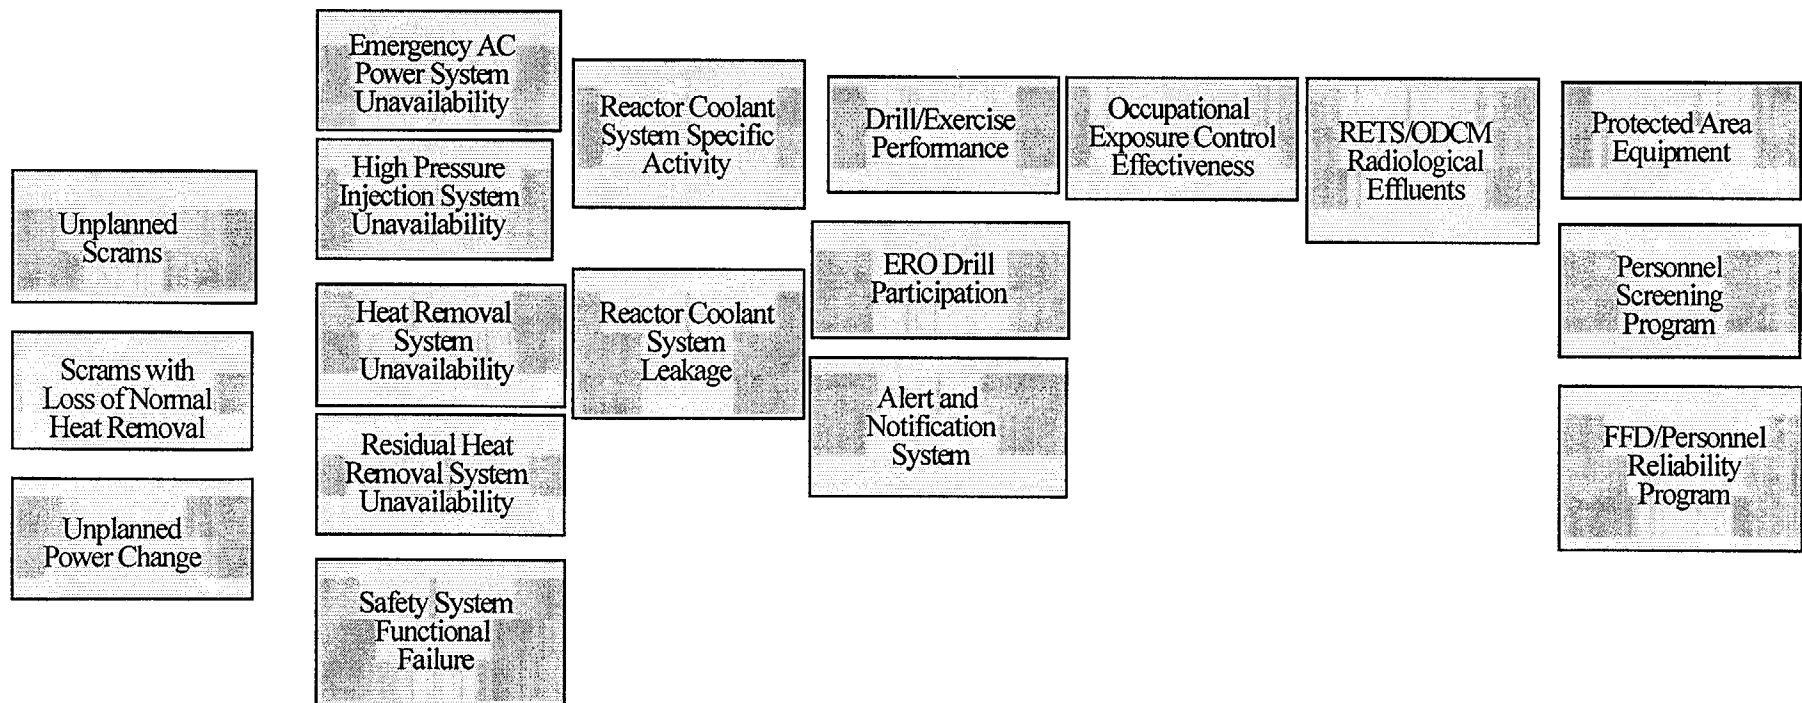 Unplanned
Scrams
Scrams with
Loss of Normal
Heat Removal
Unplanned
Power Change
Emergency AC
Power System
Unavailability
High Pressure
Injection System
Unavailability
Heat Removal
System
Unavailability
Residual Heat
Removal System
Unavailability
Safety System
Functional
Failure
Reactor Coolant
System Specific
Activity
Reactor Coolant
System
Leakage
Drill/Exercise
Performance
ERO Drill
Participation
Alert and
Notification
System
Occupational
Exposure Control
Effectiveness
RETS/ODCM
Radiological
Effluents
Protected Area
Equipment
Personnel
Screening
Program
FFD/Personnel
Reliability
Program